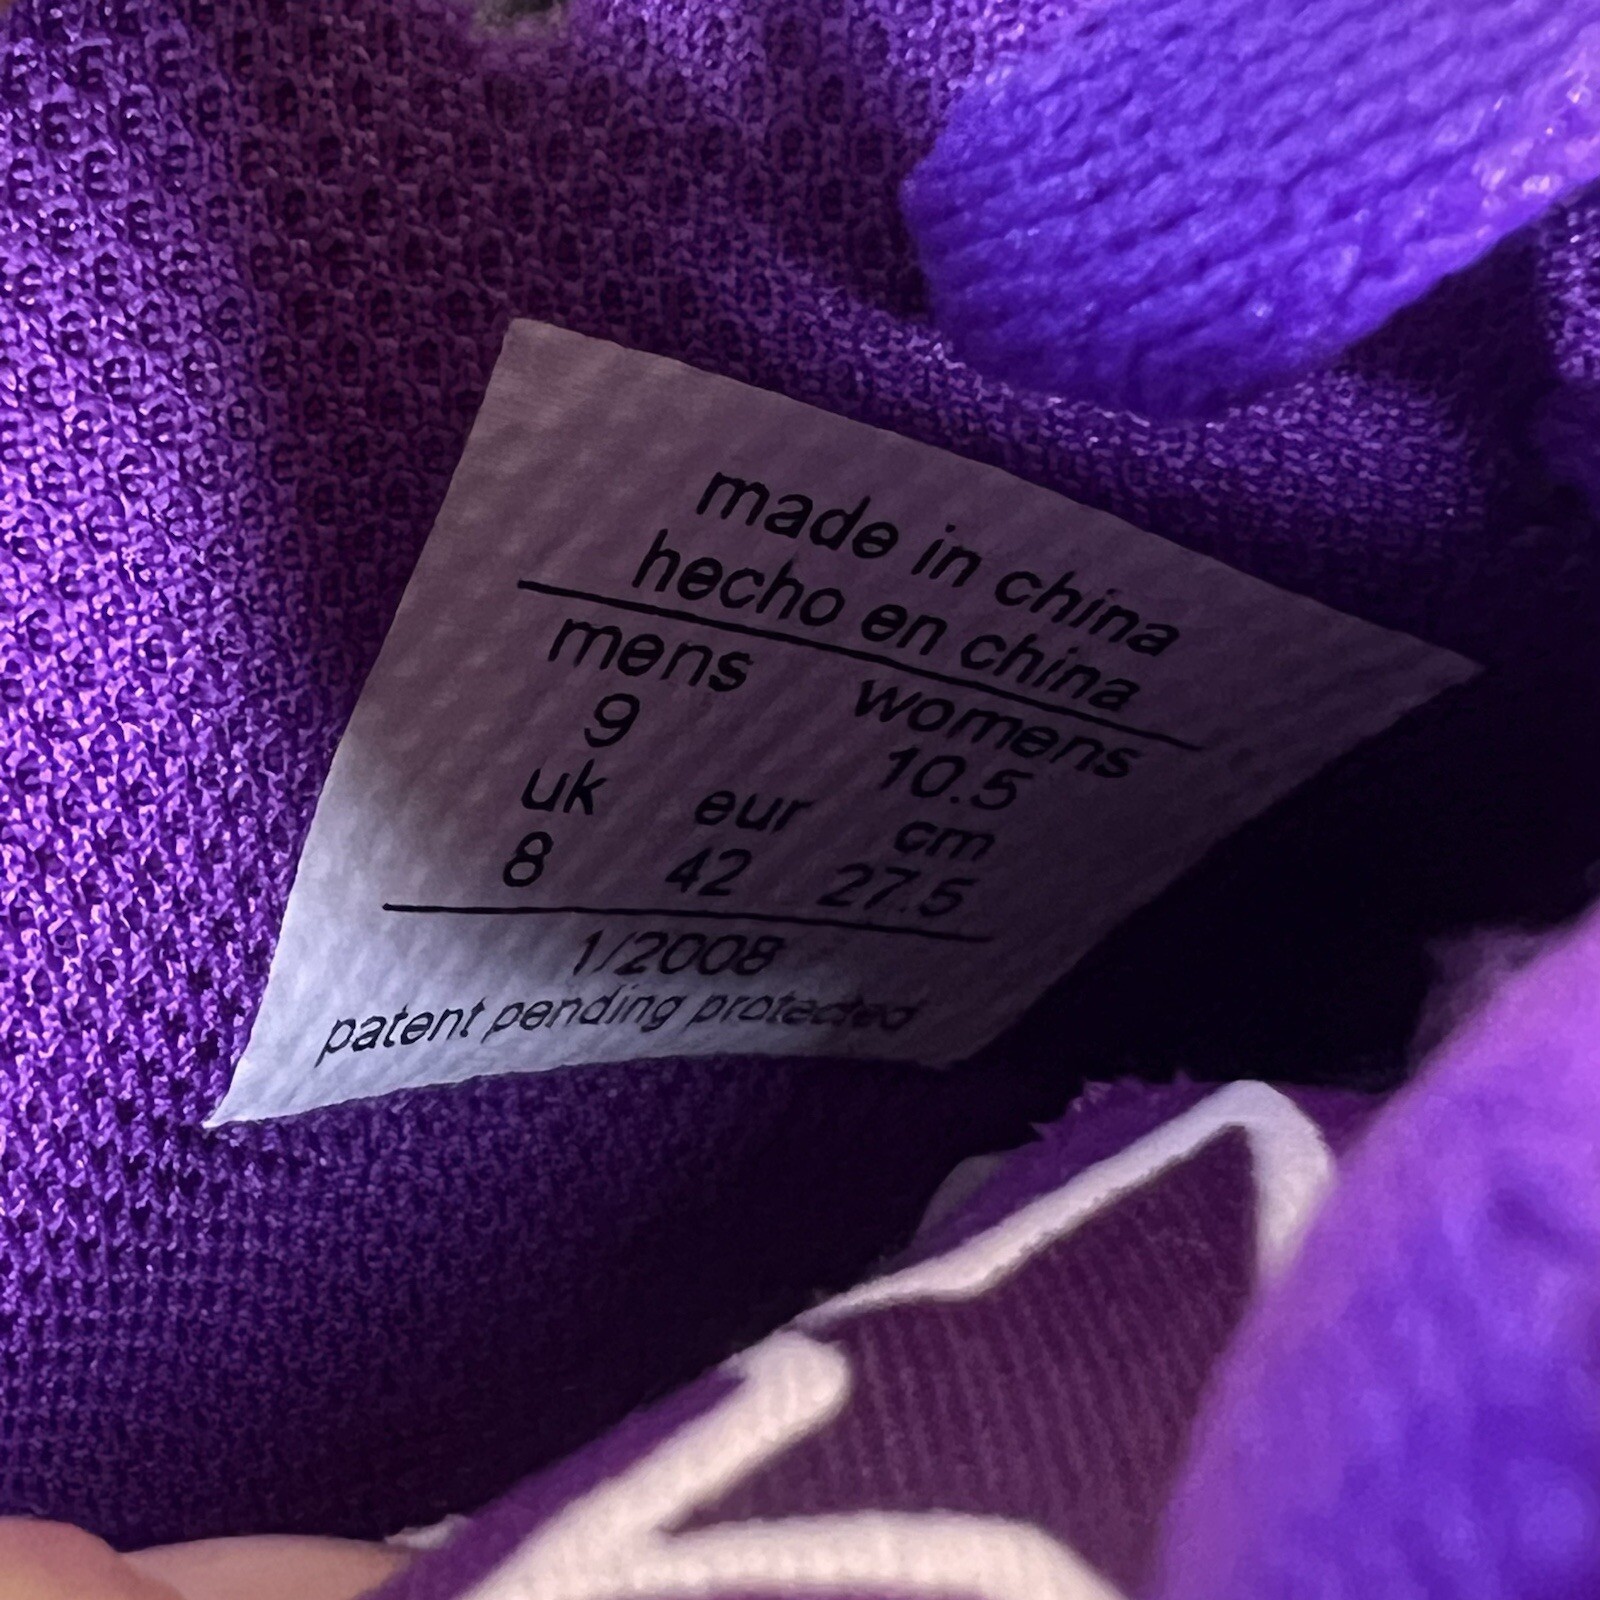 made in china
hecho en china
mens womens
9 10.5
uk eur cm
8 42 27.5
1/2008
patent pending protected